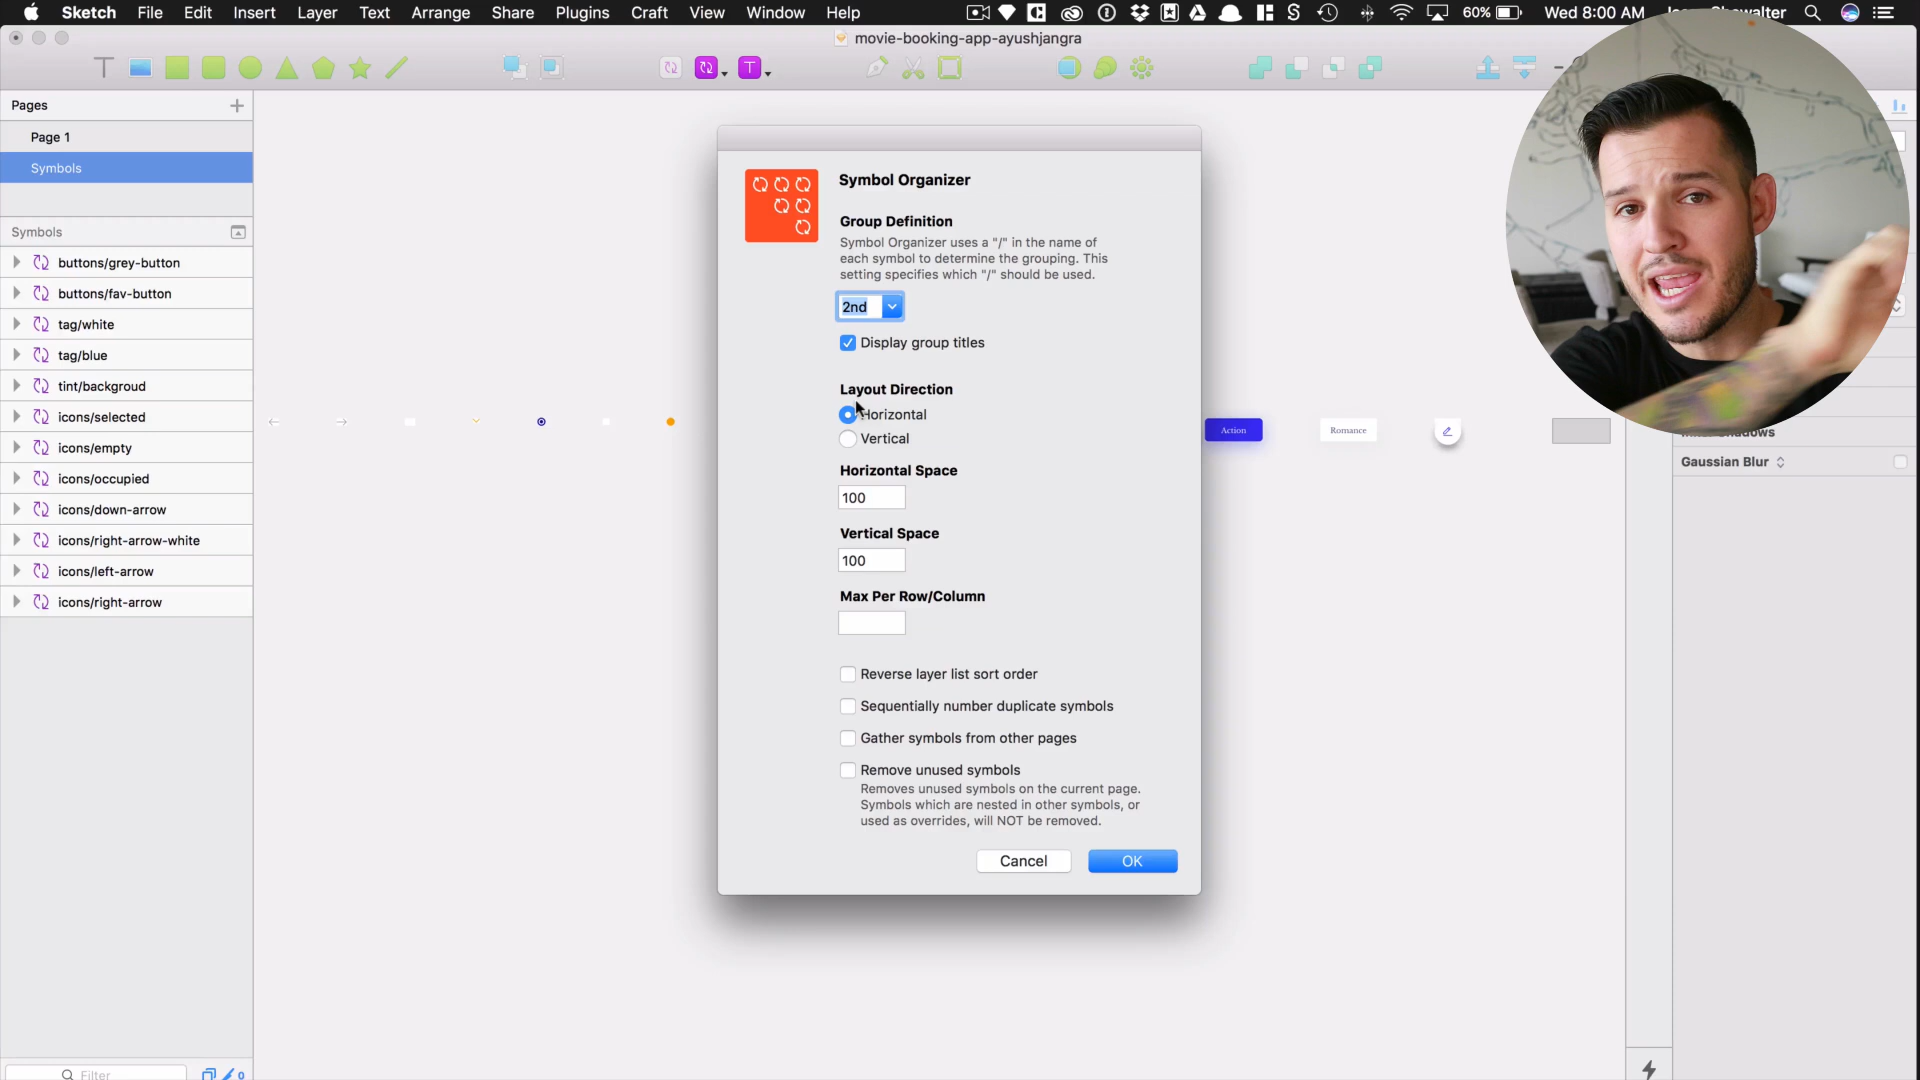 Sketch File Edit Insert Layer Text Arrange Share Plugins Craft View Window Help 60% Wed 8:00 AM
movie-booking-app-ayushjangra
Pages
Page 1
Symbols
Symbols
buttons/grey-button
buttons/fav-button
tag/white
tag/blue
tint/backgroud
icons/selected
icons/empty
icons/occupied
icons/down-arrow
icons/right-arrow-white
icons/left-arrow
icons/right-arrow
Filter
0
Symbol Organizer
Group Definition
Symbol Organizer uses a "/" in the name of
each symbol to determine the grouping. This
setting specifies which "/" should be used.
2nd
Display group titles
Layout Direction
Horizontal
Vertical
Horizontal Space
100
Vertical Space
100
Max Per Row/Column
Reverse layer list sort order
Sequentially number duplicate symbols
Gather symbols from other pages
Remove unused symbols
Removes unused symbols on the current page.
Symbols which are nested in other symbols, or
used as overrides, will NOT be removed.
Cancel OK
Action
Romance
Gaussian Blur